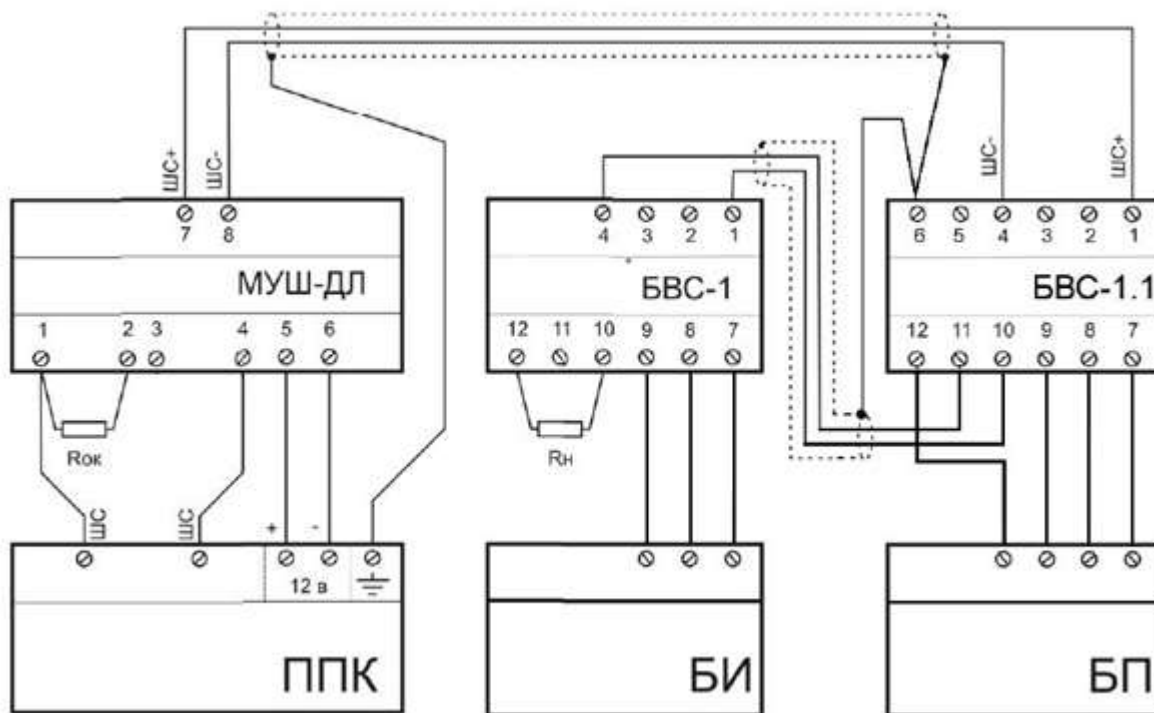 ШС+
ШС-
ШС-
ШС+
7 8
4 3 2 1
6 5 4 3 2 1
МУШ-ДЛ
БВС-1
БВС-1.1
1 2 3 4 5 6
12 11 10 9 8 7
12 11 10 9 8 7
Rок
Rн
ШС
ШС
+
-
12 в
ППК
БИ
БП